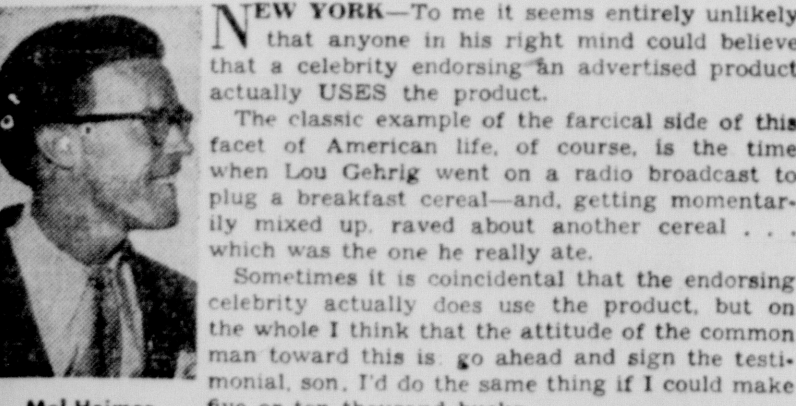 NEW YORK—To me it seems entirely unlikely
that anyone in his right mind could believe
that a celebrity endorsing an advertised product
actually USES the product.
The classic example of the farcical side of this
facet of American life, of course, is the time
when Lou Gehrig went on a radio broadcast to
plug a breakfast cereal—and, getting momentar-
ily mixed up, raved about another cereal . . .
which was the one he really ate.
Sometimes it is coincidental that the endorsing
celebrity actually does use the product, but on
the whole I think that the attitude of the common
man toward this is: go ahead and sign the testi-
monial, son, I'd do the same thing if I could make